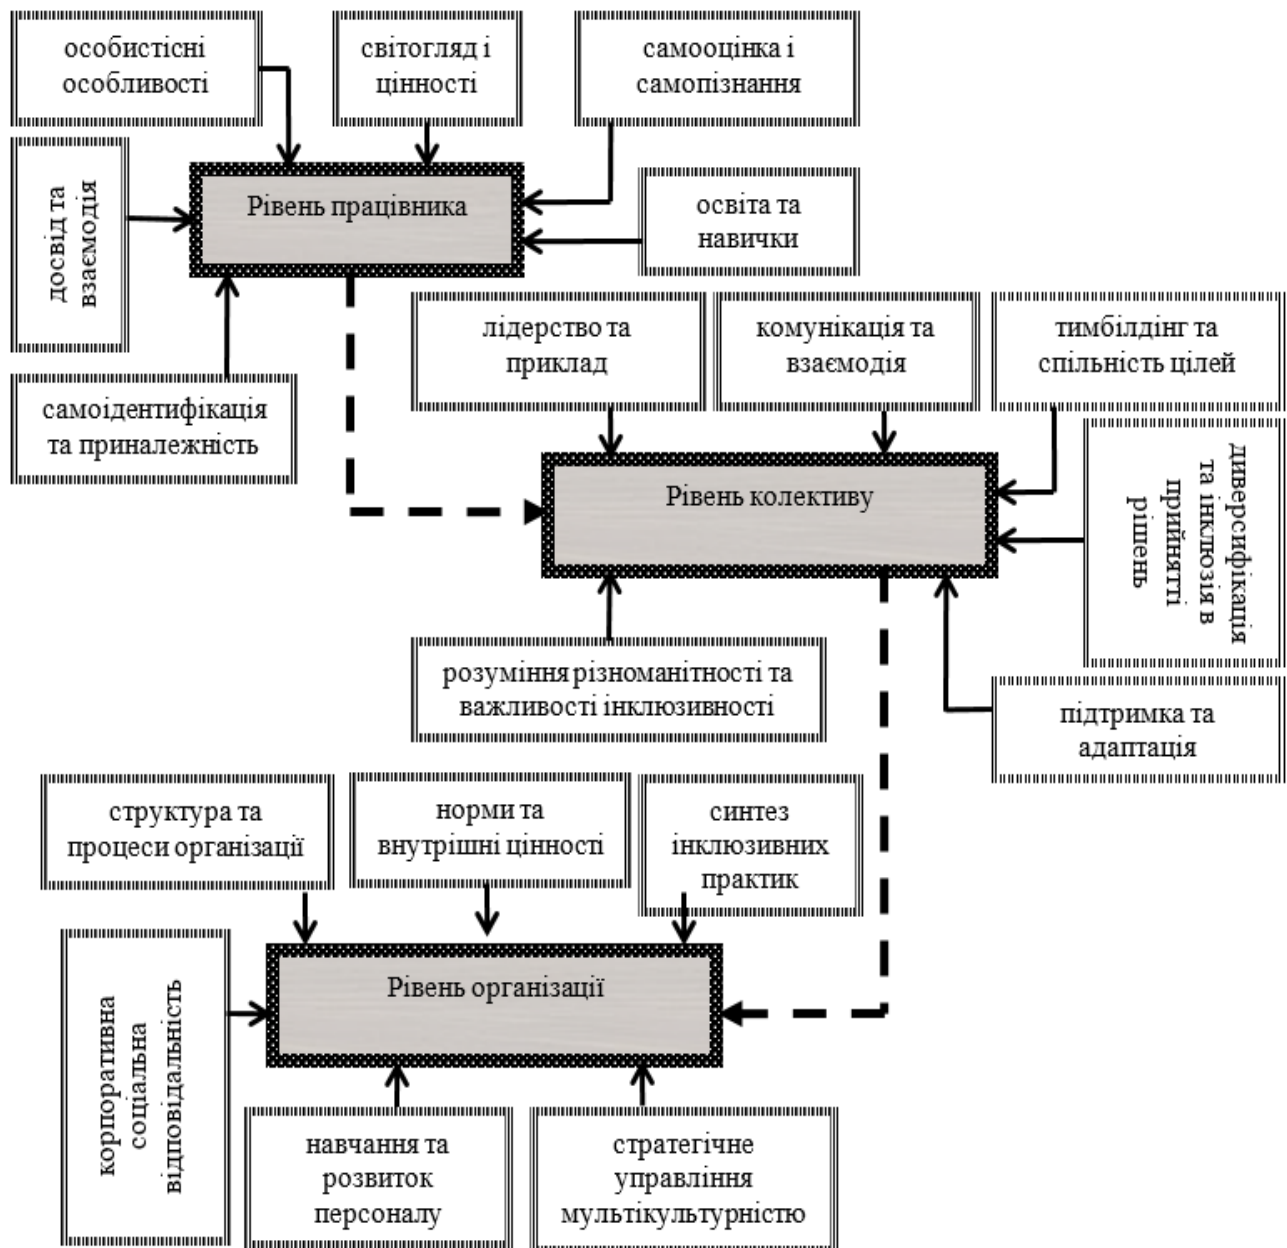 особистісні
особливості
світогляд і
цінності
самооцінка і
самопізнання
досвід та
взаємодія
Рівень працівника
освіта та
навички
самоідентифікація
та приналежність
лідерство та
приклад
комунікація та
взаємодія
тимбілдінг та
спільність цілей
Рівень колективу
диверсифікація
та інклюзія в
прийнятті
рішень
розуміння різноманітності та
важливості інклюзивності
підтримка та
адаптація
структура та
процеси організації
норми та
внутрішні цінності
синтез
інклюзивних
практик
Рівень організації
корпоративна
соціальна
відповідальність
навчання та
розвиток
персоналу
стратегічне
управління
мультікультурністю